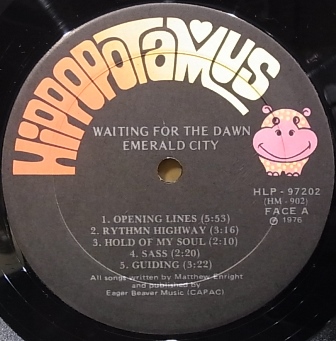 HIPPOPOTAMUS
WAITING FOR THE DAWN
EMERALD CITY
HLP - 97202
(HM - 902)
FACE A
℗ 1976
1. OPENING LINES (5:53)
2. RYTHMN HIGHWAY (3:16)
3. HOLD OF MY SOUL (2:10)
4. SASS (2:20)
5. GUIDING (3:22)
All songs written by Matthew Enright
and published by
Eager Beaver Music (CAPAC)